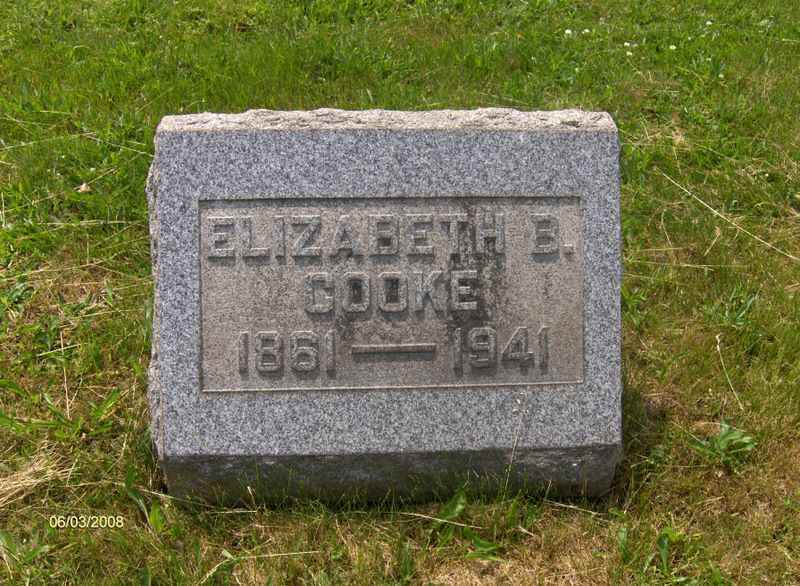 ELIZABETH B.
COOKE
1861 — 1941
06/03/2008